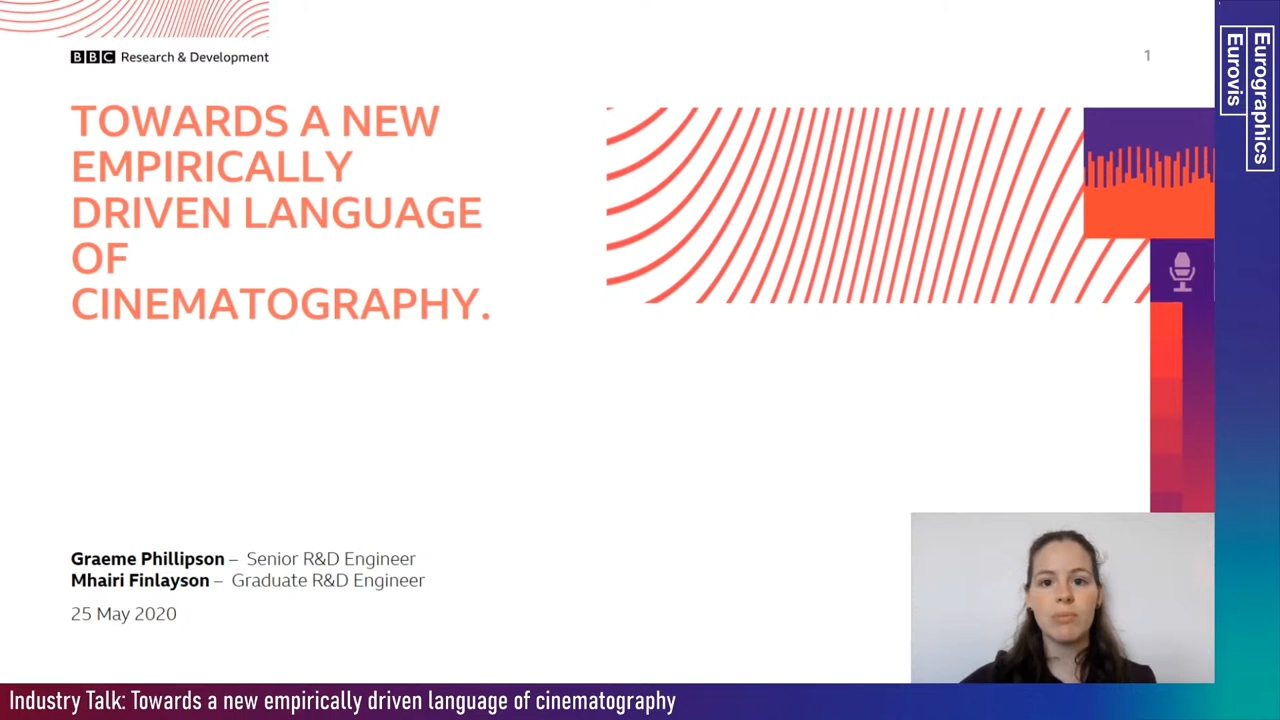 BBC Research & Development
1
TOWARDS A NEW
EMPIRICALLY
DRIVEN LANGUAGE
OF
CINEMATOGRAPHY.
Graeme Phillipson – Senior R&D Engineer
Mhairi Finlayson – Graduate R&D Engineer
25 May 2020
Eurographics
Eurovis
Industry Talk: Towards a new empirically driven language of cinematography